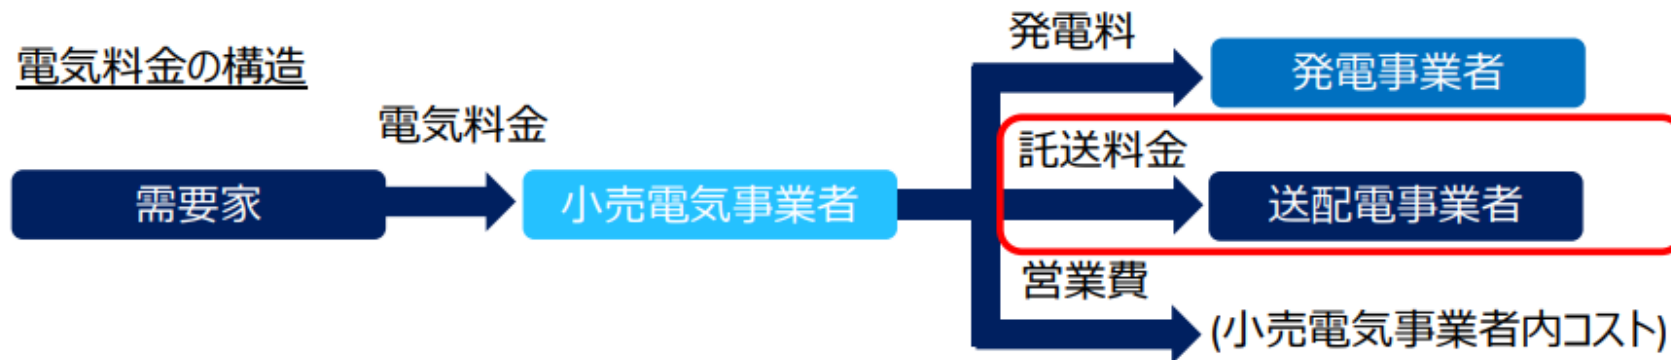 電気料金の構造
需要家
電気料金
小売電気事業者
発電料
発電事業者
託送料金
送配電事業者
営業費
(小売電気事業者内コスト)